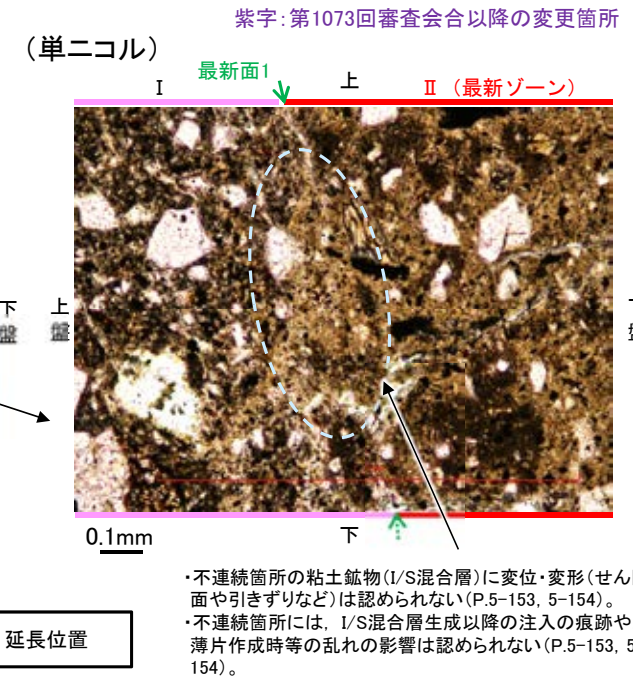 紫字：第1073回審査会合以降の変更箇所
（単ニコル）
最新面1
Ⅰ
上
Ⅱ（最新ゾーン）
下盤
上盤
0.1mm
下
・不連続箇所の粘土鉱物（I/S混合層）に変位・変形（せん
面や引きずりなど）は認められない（P.5-153, 5-154）。
・不連続箇所には，I/S混合層生成以降の注入の痕跡や
薄片作成時等の乱れの影響は認められない（P.5-153, 5
154）。
延長位置